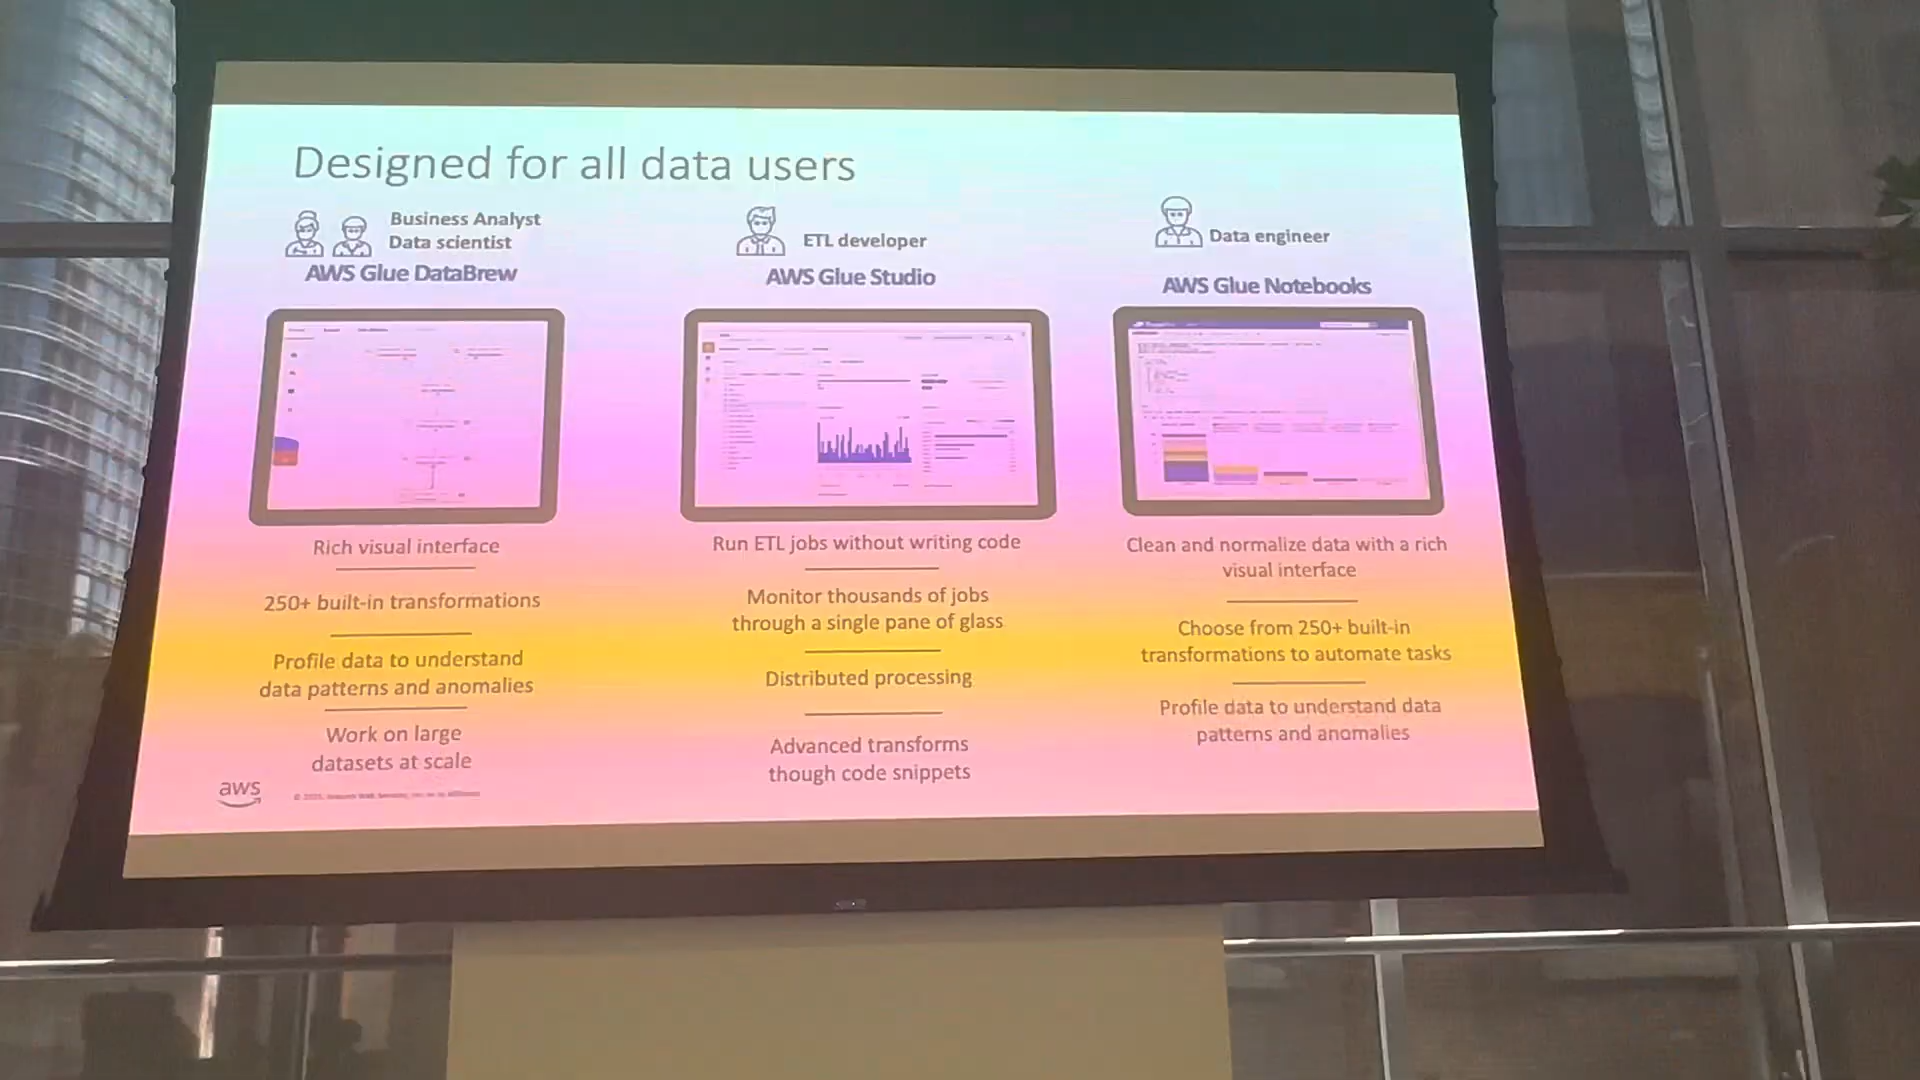 Designed for all data users
Business Analyst
Data scientist
AWS Glue DataBrew
Rich visual interface
250+ built-in transformations
Profile data to understand
data patterns and anomalies
Work on large
datasets at scale
ETL developer
AWS Glue Studio
Run ETL jobs without writing code
Monitor thousands of jobs
through a single pane of glass
Distributed processing
Advanced transforms
though code snippets
Data engineer
AWS Glue Notebooks
Clean and normalize data with a rich
visual interface
Choose from 250+ built-in
transformations to automate tasks
Profile data to understand data
patterns and anomalies
aws